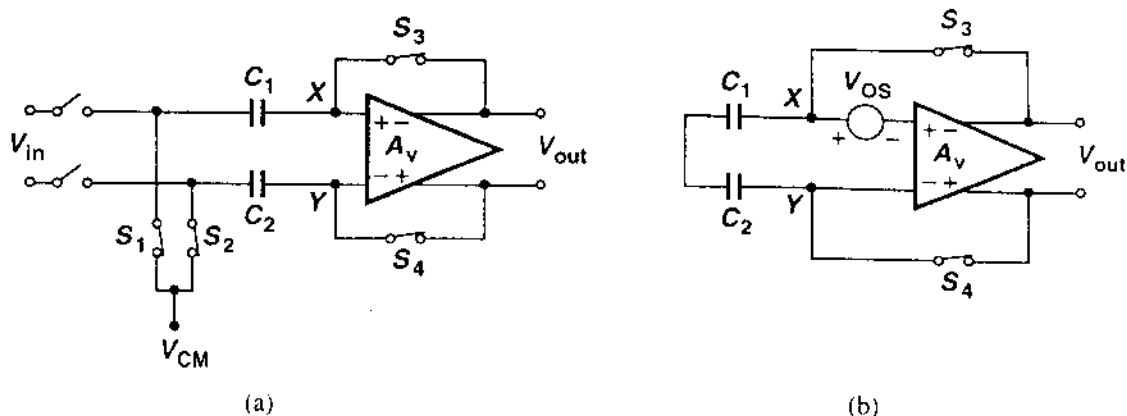 S3
C1
X
+ −
Vin
Av
Vout
− +
C2
Y
S1
S2
S4
VCM
(a)
S3
VOS
C1
X
+ −
+ −
Av
Vout
− +
C2
Y
S4
(b)